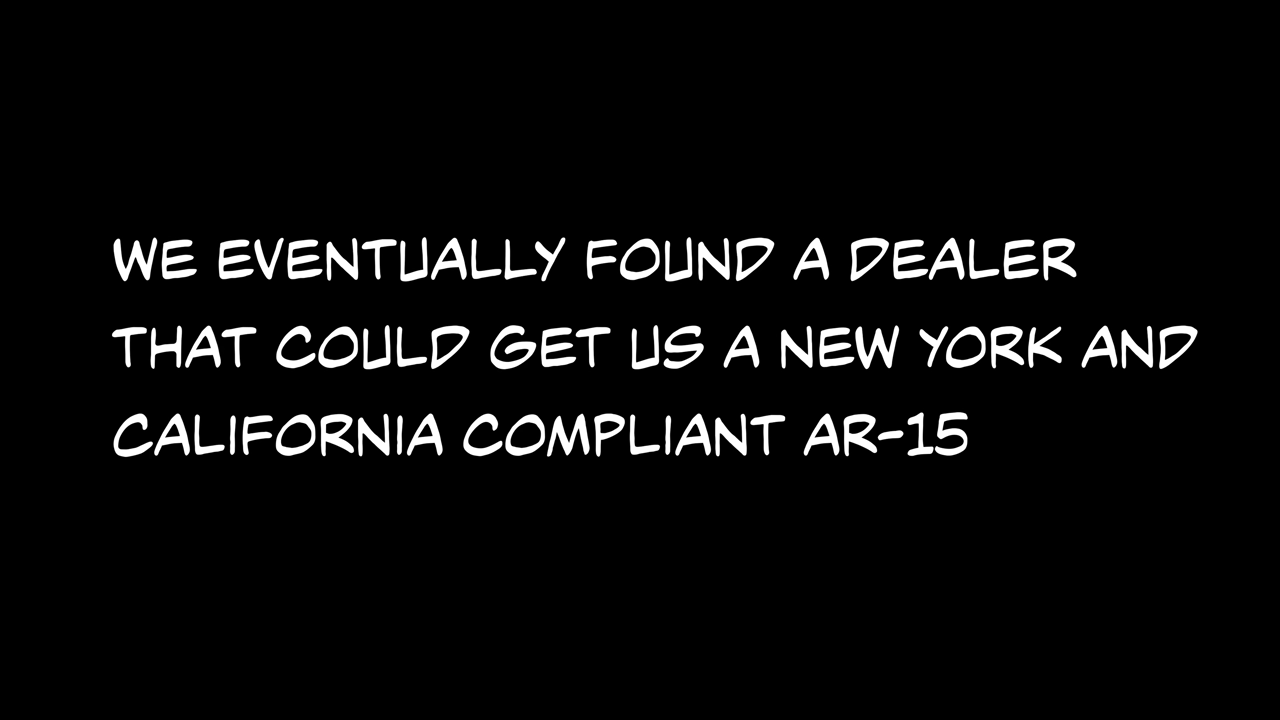 WE EVENTUALLY FOUND A DEALER
THAT COULD GET US A NEW YORK AND
CALIFORNIA COMPLIANT AR-15